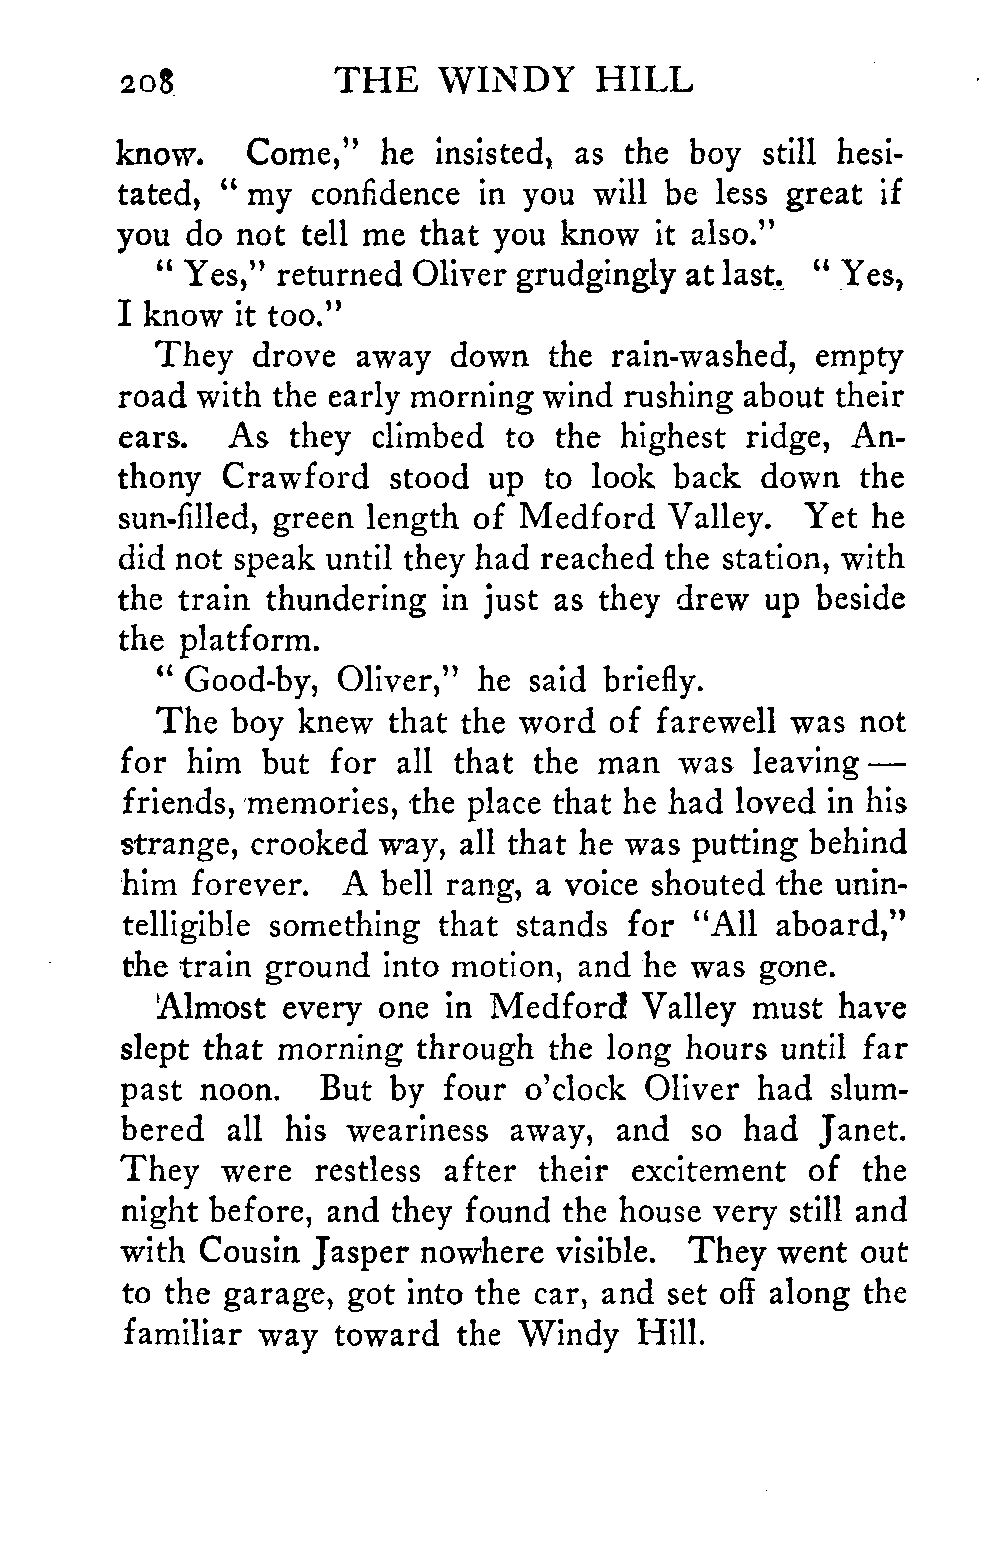 208 THE WINDY HILL
know. Come," he insisted, as the boy still hesi-
tated, "my confidence in you will be less great if
you do not tell me that you know it also."
"Yes," returned Oliver grudgingly at last. "Yes,
I know it too."
They drove away down the rain-washed, empty
road with the early morning wind rushing about their
ears. As they climbed to the highest ridge, An-
thony Crawford stood up to look back down the
sun-filled, green length of Medford Valley. Yet he
did not speak until they had reached the station, with
the train thundering in just as they drew up beside
the platform.
"Good-by, Oliver," he said briefly.
The boy knew that the word of farewell was not
for him but for all that the man was leaving —
friends, memories, the place that he had loved in his
strange, crooked way, all that he was putting behind
him forever. A bell rang, a voice shouted the unin-
telligible something that stands for "All aboard,"
the train ground into motion, and he was gone.
Almost every one in Medford Valley must have
slept that morning through the long hours until far
past noon. But by four o'clock Oliver had slum-
bered all his weariness away, and so had Janet.
They were restless after their excitement of the
night before, and they found the house very still and
with Cousin Jasper nowhere visible. They went out
to the garage, got into the car, and set off along the
familiar way toward the Windy Hill.